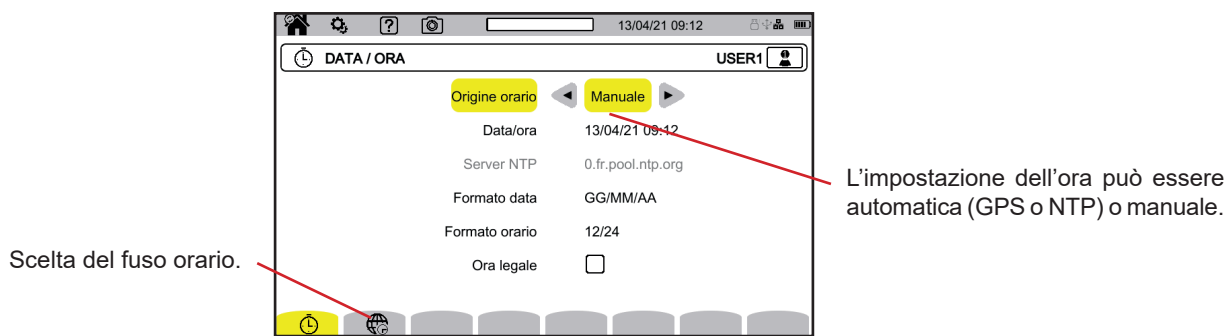 13/04/21 09:12
DATA / ORA USER1
Origine orario Manuale
Data/ora 13/04/21 09:12
Server NTP 0.fr.pool.ntp.org
Formato data GG/MM/AA
Formato orario 12/24
Ora legale
L'impostazione dell'ora può essere
automatica (GPS o NTP) o manuale.
Scelta del fuso orario.